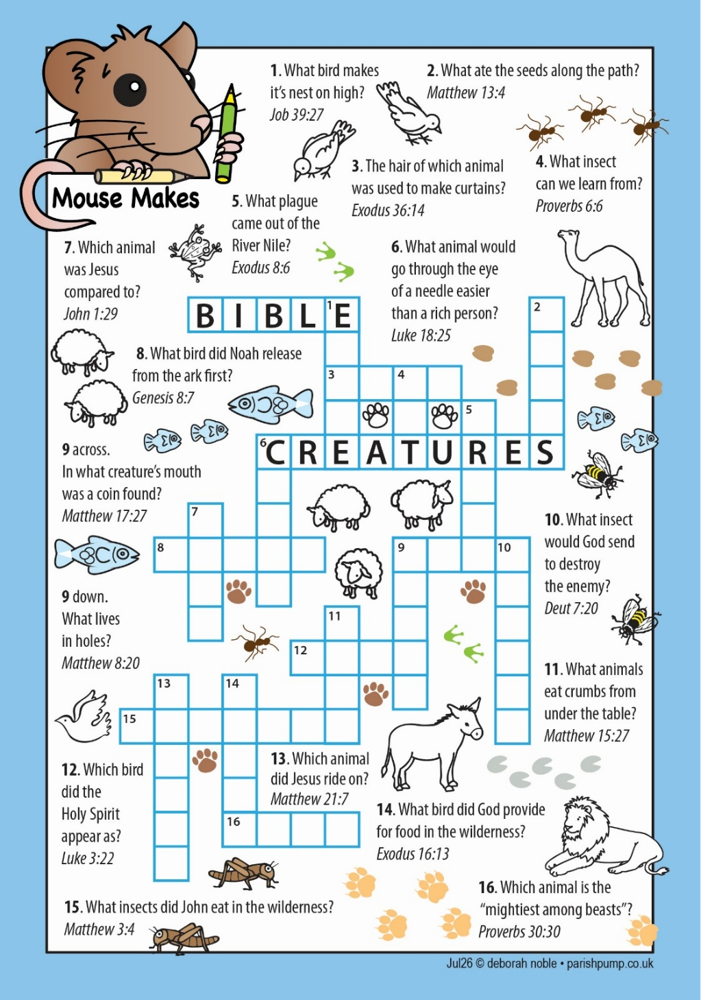 Mouse Makes
1. What bird makes
it's nest on high?
Job 39:27
2. What ate the seeds along the path?
Matthew 13:4
3. The hair of which animal
was used to make curtains?
Exodus 36:14
4. What insect
can we learn from?
Proverbs 6:6
5. What plague
came out of the
River Nile?
Exodus 8:6
6. What animal would
go through the eye
of a needle easier
than a rich person?
Luke 18:25
7. Which animal
was Jesus
compared to?
John 1:29
8. What bird did Noah release
from the ark first?
Genesis 8:7
9 across.
In what creature's mouth
was a coin found?
Matthew 17:27
9 down.
What lives
in holes?
Matthew 8:20
BIBL1E
2
3 4
5
6CREATURES
7
8 9 10
11
12
13 14
15
16
10. What insect
would God send
to destroy
the enemy?
Deut 7:20
11. What animals
eat crumbs from
under the table?
Matthew 15:27
12. Which bird
did the
Holy Spirit
appear as?
Luke 3:22
13. Which animal
did Jesus ride on?
Matthew 21:7
14. What bird did God provide
for food in the wilderness?
Exodus 16:13
15. What insects did John eat in the wilderness?
Matthew 3:4
16. Which animal is the
“mightiest among beasts”?
Proverbs 30:30
Jul26 © deborah noble • parishpump.co.uk